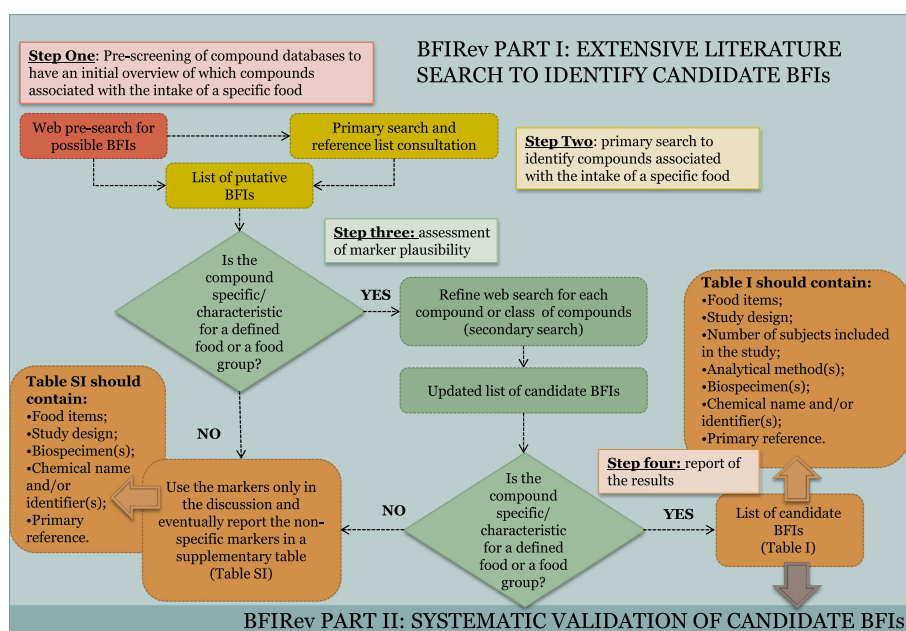 BFIRev PART I: EXTENSIVE LITERATURE
SEARCH TO IDENTIFY CANDIDATE BFIs
Step One: Pre-screening of compound databases to
have an initial overview of which compounds
associated with the intake of a specific food
Web pre-search for
possible BFIs
Primary search and
reference list consultation
Step Two: primary search to
identify compounds associated
with the intake of a specific food
List of putative
BFIs
Step three: assessment
of marker plausibility
Is the
compound
specific/
characteristic
for a defined
food or a food
group?
YES
Refine web search for each
compound or class of compounds
(secondary search)
Table I should contain:
•Food items;
•Study design;
•Number of subjects included
in the study;
•Analytical method(s);
•Biospecimen(s);
•Chemical name and/or
identifier(s);
•Primary reference.
Updated list of candidate BFIs
Table SI should
contain:
•Food items;
•Study design;
•Biospecimen(s);
•Chemical name
and/or
identifier(s);
•Primary
reference.
NO
Use the markers only in
the discussion and
eventually report the non-
specific markers in a
supplementary table
(Table SI)
NO
Is the
compound
specific/
characteristic
for a defined
food or a food
group?
Step four: report of
the results
YES
List of candidate
BFIs
(Table I)
BFIRev PART II: SYSTEMATIC VALIDATION OF CANDIDATE BFIs